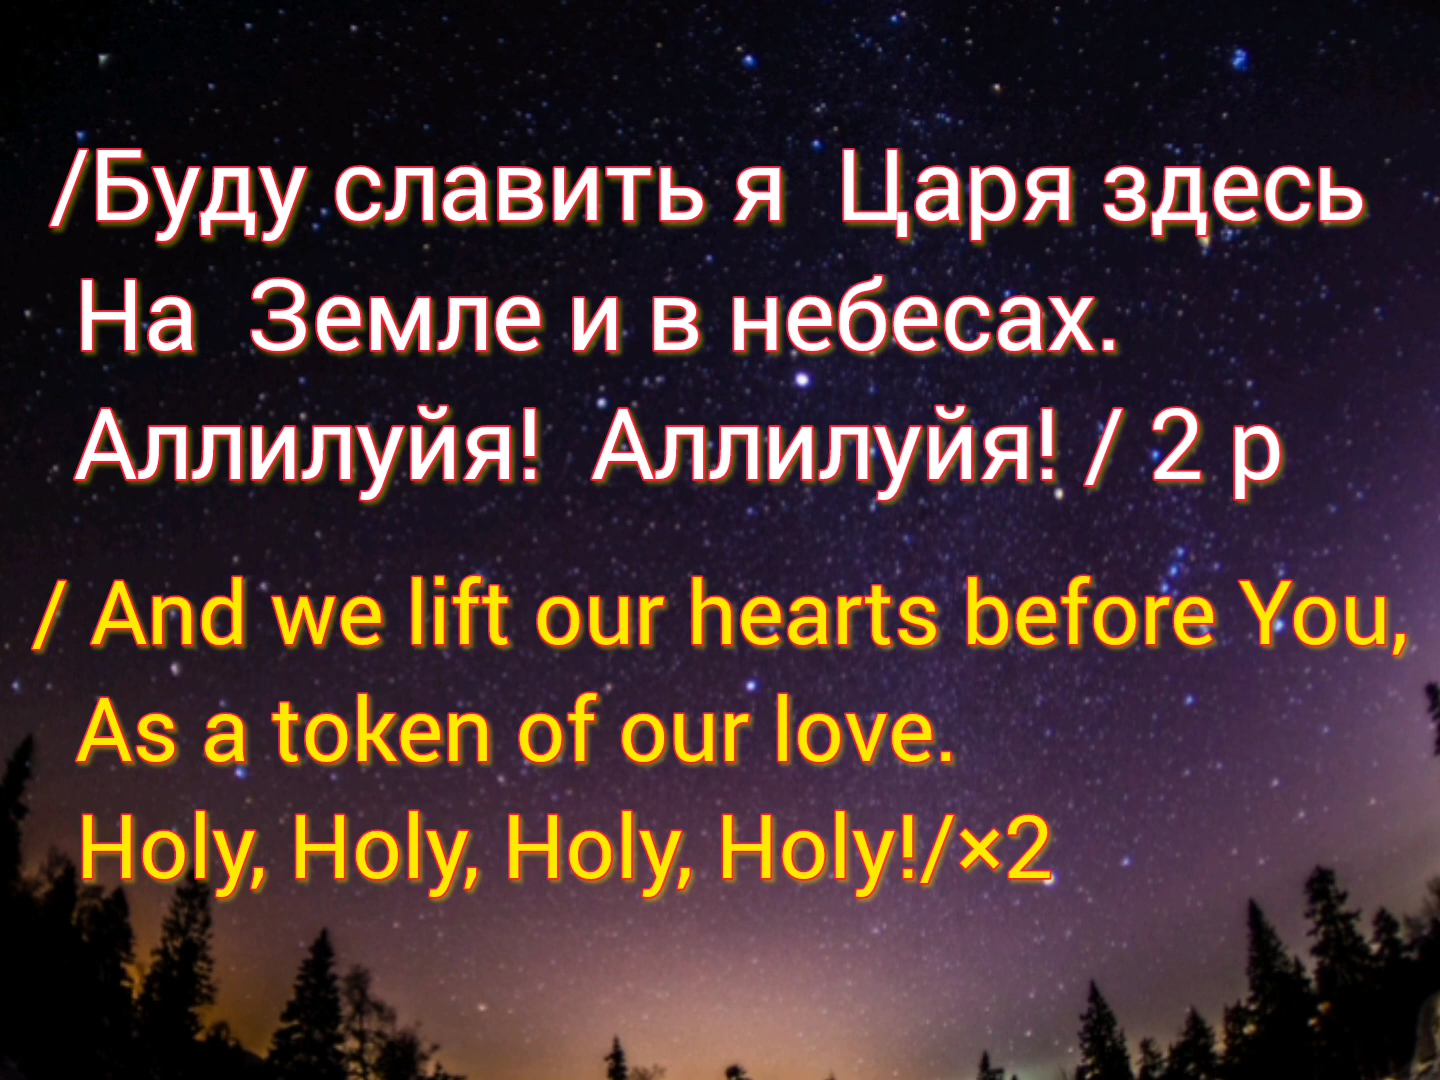 /Буду славить я Царя здесь
На Земле и в небесах.
Аллилуйя! Аллилуйя! / 2 р
/ And we lift our hearts before You,
As a token of our love.
Holy, Holy, Holy, Holy!/×2